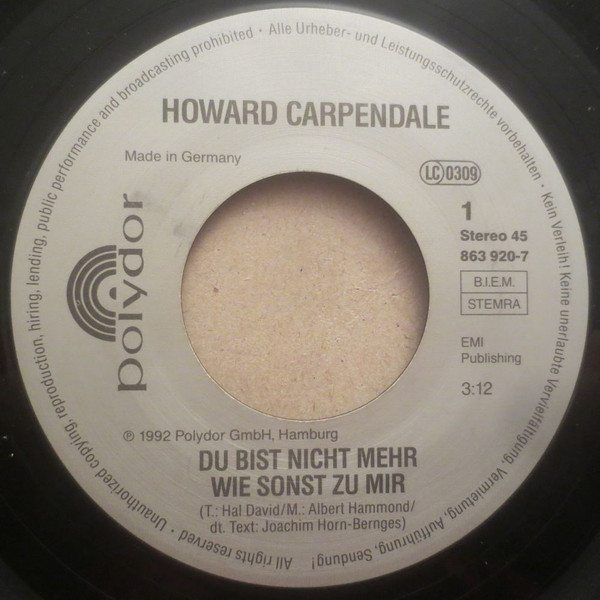 HOWARD CARPENDALE
Made in Germany
LC 0309
1
Stereo 45
863 920-7
B.I.E.M.
STEMRA
EMI
Publishing
3:12
polydor
℗ 1992 Polydor GmbH, Hamburg
DU BIST NICHT MEHR
WIE SONST ZU MIR
(T.: Hal David/M.: Albert Hammond/
dt. Text: Joachim Horn-Bernges)
Alle Urheber- und Leistungsschutzrechte vorbehalten · Kein Verleih! Keine unerlaubte Vervielfältigung, Vermietung, Aufführung, Sendung!
All rights reserved · Unauthorized copying, reproduction, hiring, lending, public performance and broadcasting prohibited ·